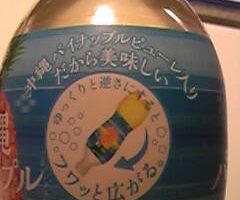 沖縄パイナップルピューレ入り
だから美味しい
ゆっくりと逆さにすると
フワッと広がる
プル